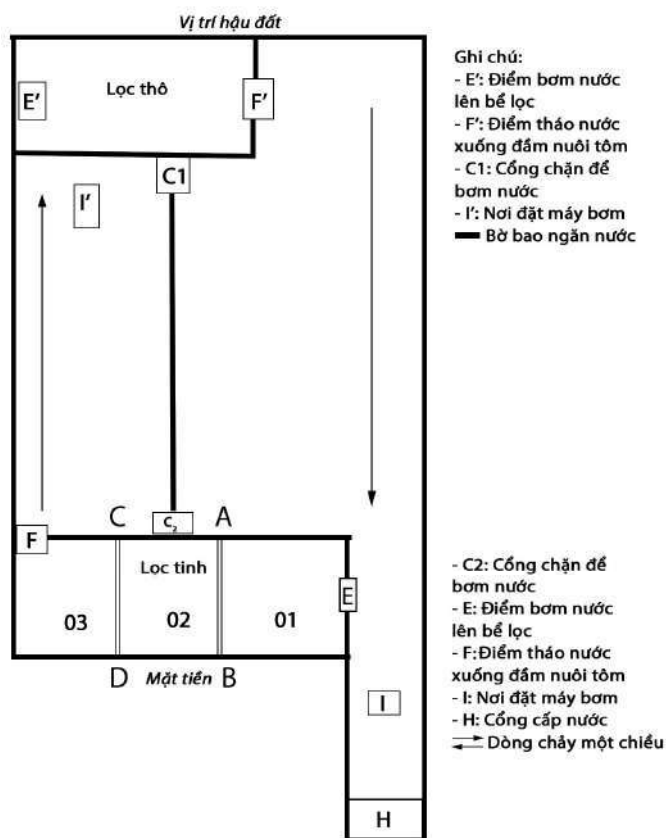 Vị trí hậu đất
Lọc thô
E'
F'
C1
I'
Ghi chú:
- E': Điểm bơm nước
lên bể lọc
- F': Điểm tháo nước
xuống đầm nuôi tôm
- C1: Cổng chặn để
bơm nước
- I': Nơi đặt máy bơm
Bờ bao ngăn nước
C₂
C
A
F
Lọc tinh
E
03
02
01
D
Mặt tiền
B
I
H
- C2: Cổng chặn để
bơm nước
- E: Điểm bơm nước
lên bể lọc
- F:Điểm tháo nước
xuống đầm nuôi tôm
- I: Nơi đặt máy bơm
- H: Cổng cấp nước
Dòng chảy một chiều